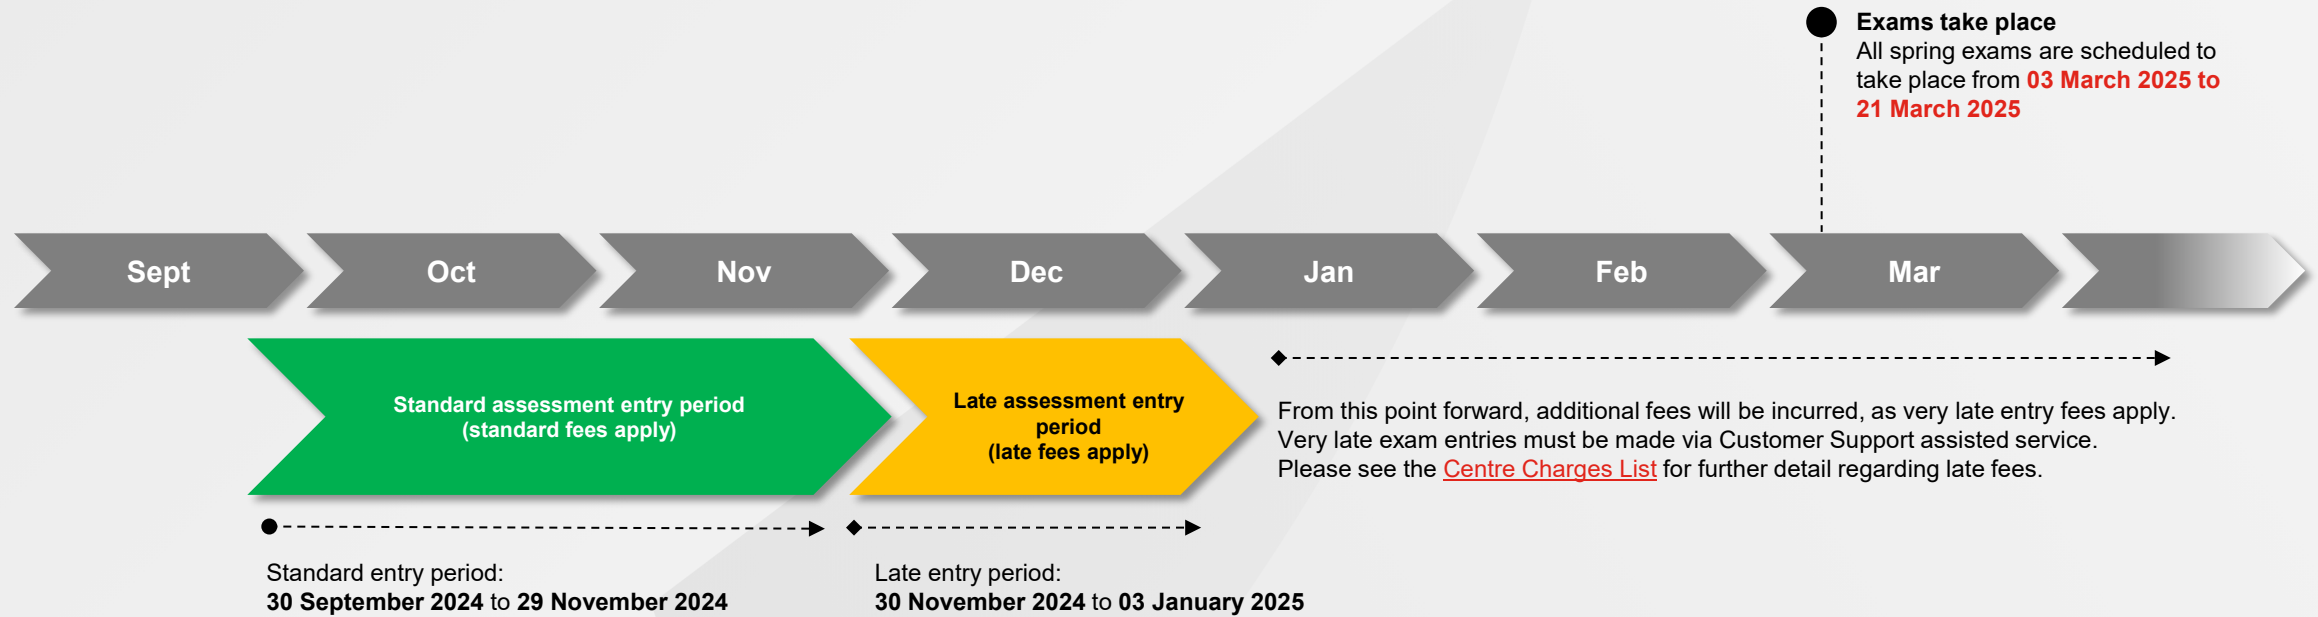 Exams take place
All spring exams are scheduled to
take place from 03 March 2025 to
21 March 2025
Sept
Oct
Nov
Dec
Jan
Feb
Mar
Standard assessment entry period
(standard fees apply)
Late assessment entry
period
(late fees apply)
From this point forward, additional fees will be incurred, as very late entry fees apply.
Very late exam entries must be made via Customer Support assisted service.
Please see the Centre Charges List for further detail regarding late fees.
Standard entry period:
30 September 2024 to 29 November 2024
Late entry period:
30 November 2024 to 03 January 2025